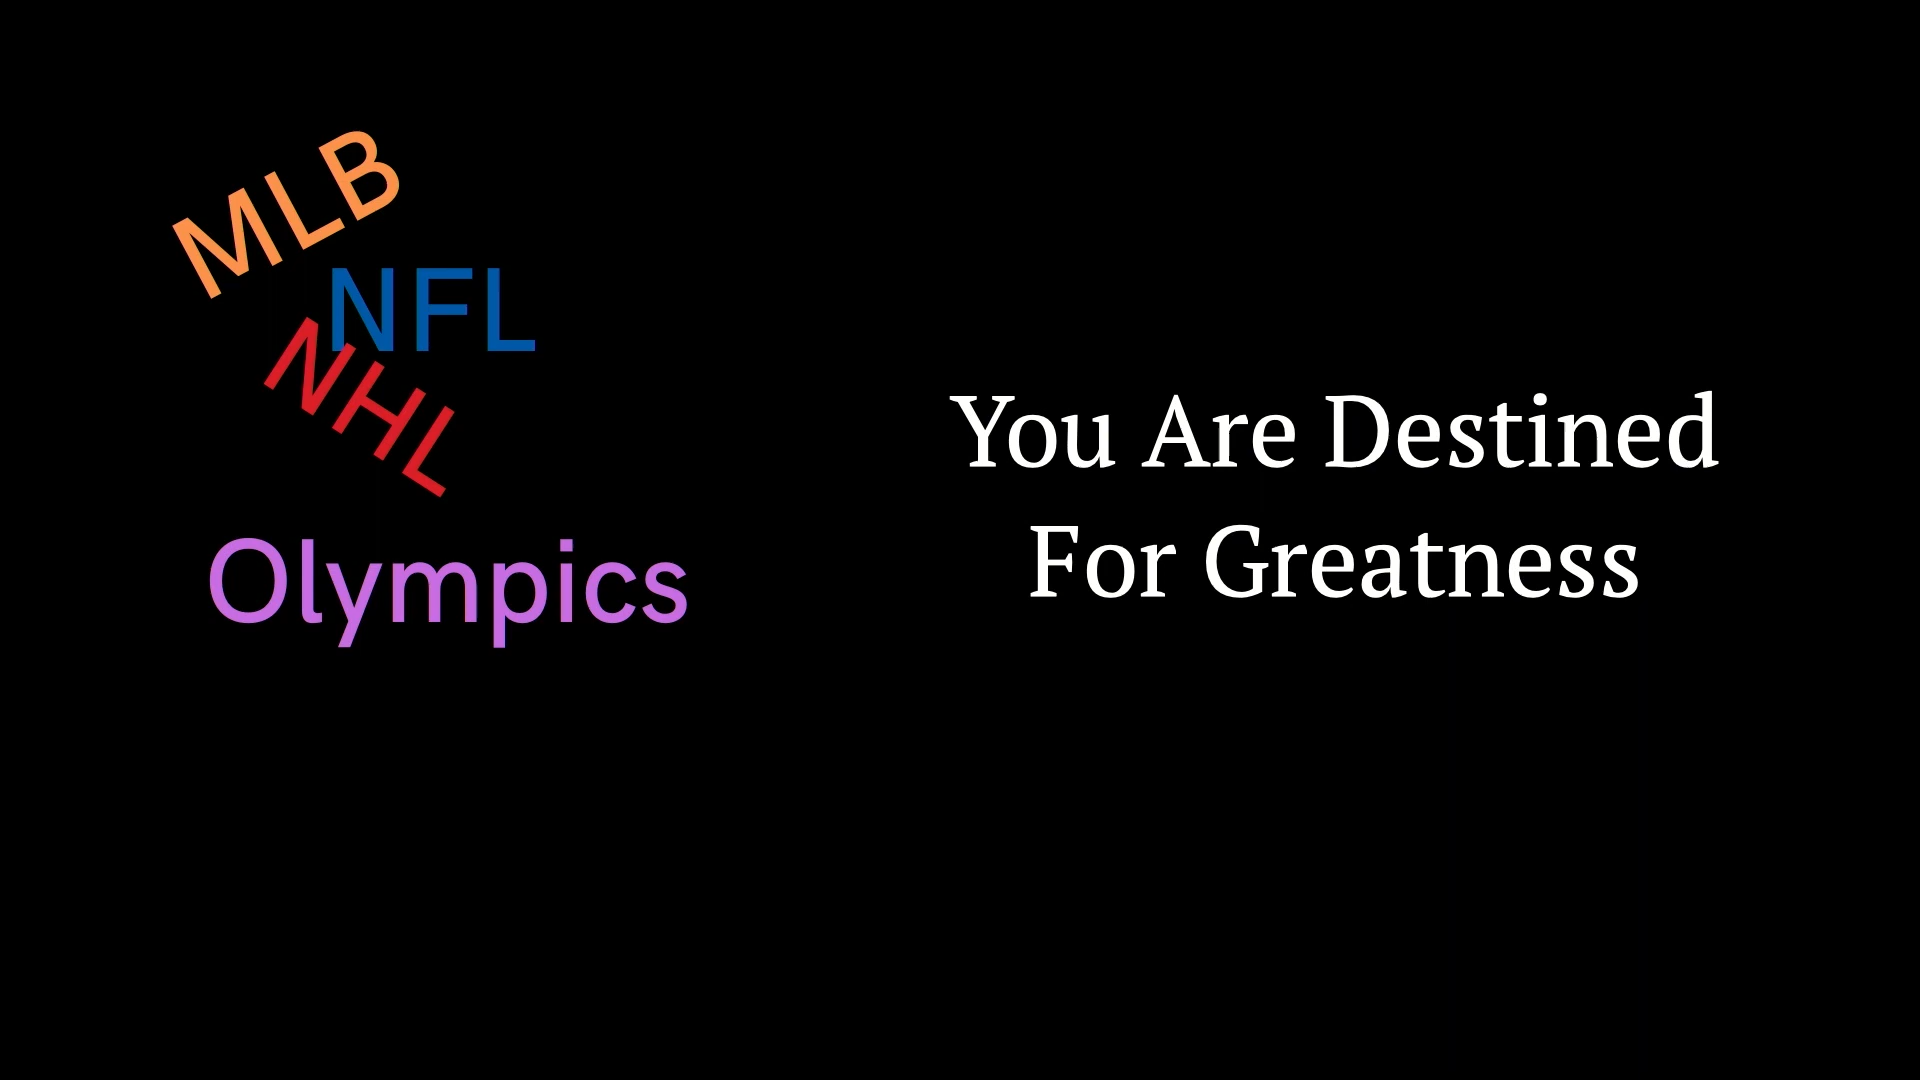 MLB
NFL
NHL
Olympics
You Are Destined
For Greatness